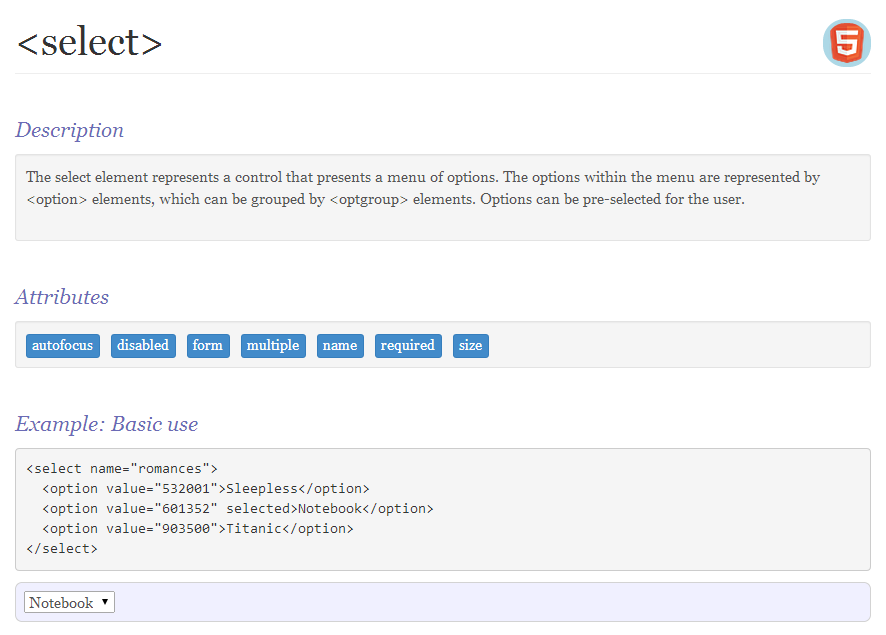 <select>
5
Description
The select element represents a control that presents a menu of options. The options within the menu are represented by
<option> elements, which can be grouped by <optgroup> elements. Options can be pre-selected for the user.
Attributes
autofocus disabled form multiple name required size
Example: Basic use
<select name="romances">
  <option value="532001">Sleepless</option>
  <option value="601352" selected>Notebook</option>
  <option value="903500">Titanic</option>
</select>
Notebook